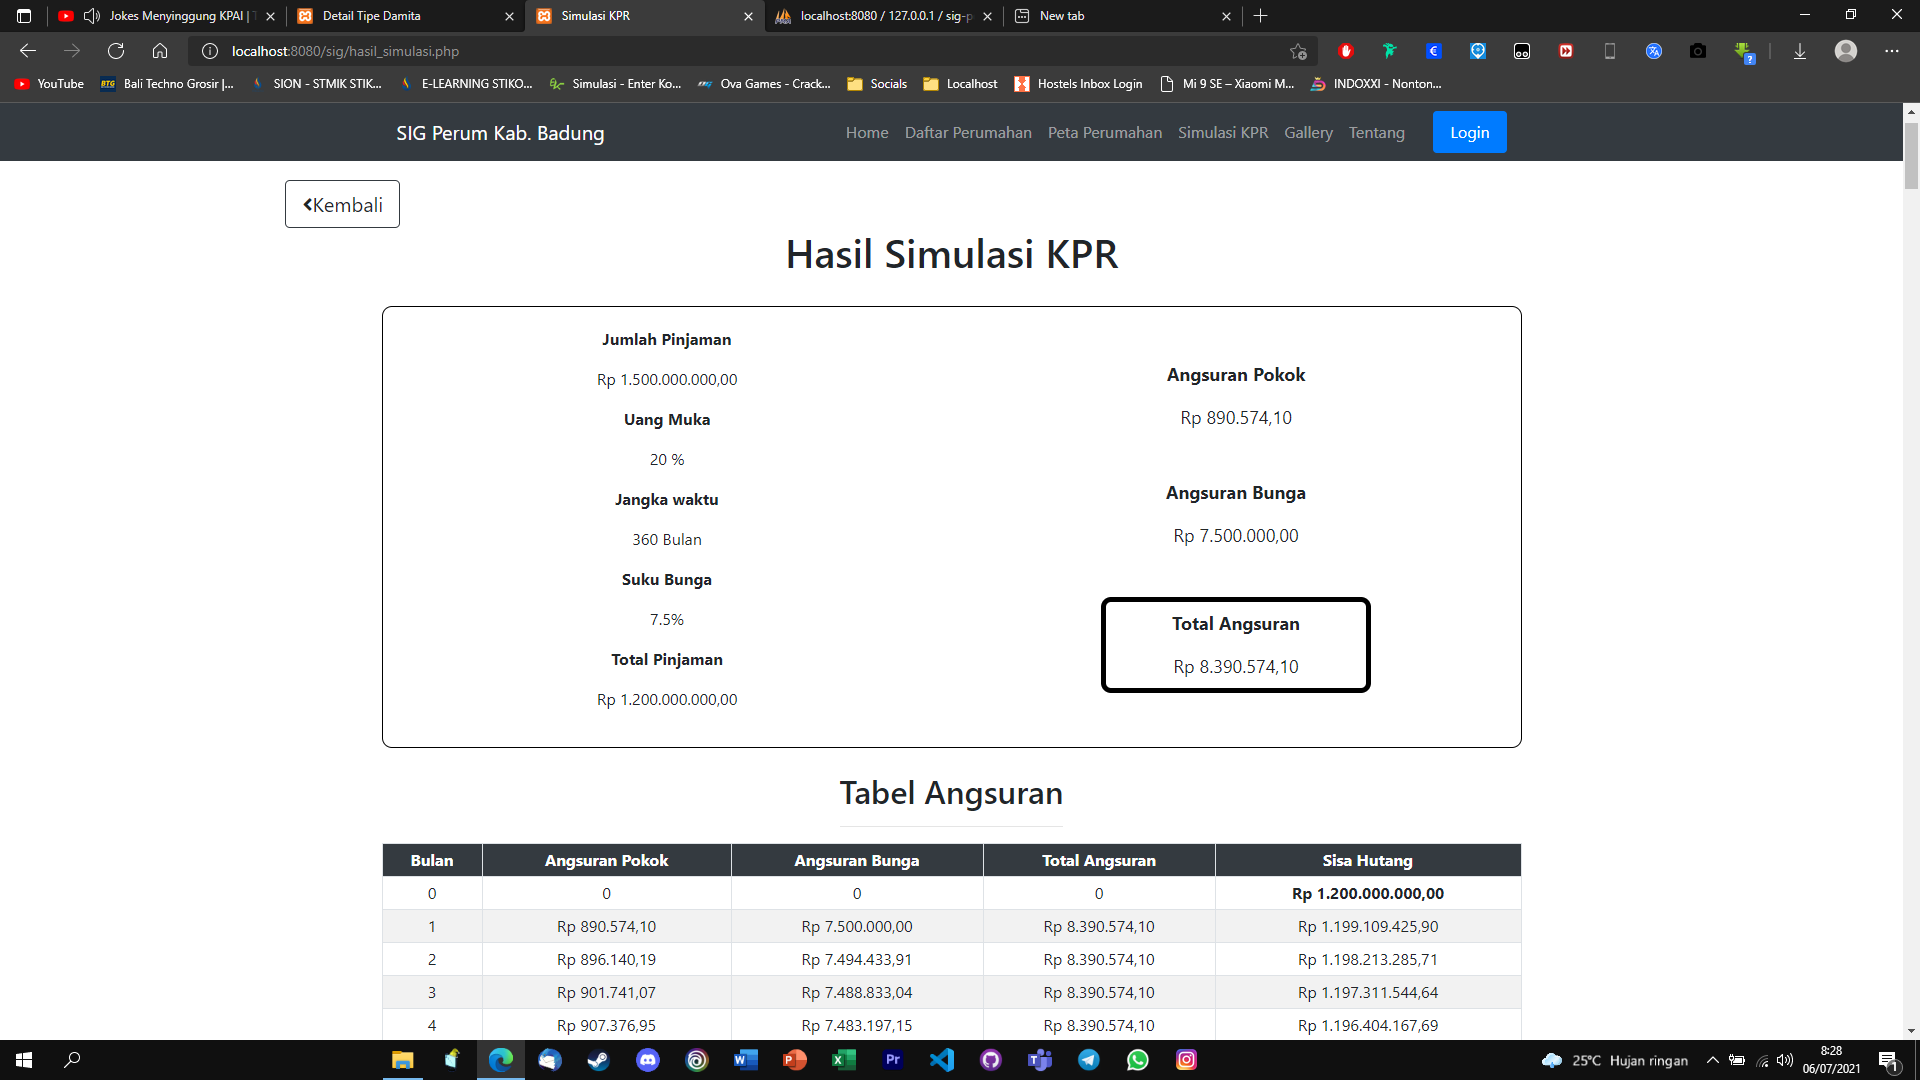 Jokes Menyinggung KPAI | T
Detail Tipe Damita
Simulasi KPR
localhost:8080 / 127.0.0.1 / sig-p
New tab
localhost:8080/sig/hasil_simulasi.php
YouTube
BTG Bali Techno Grosir |...
SION - STMIK STIK...
E-LEARNING STIKO...
Simulasi - Enter Ko...
Ova Games - Crack...
Socials
Localhost
Hostels Inbox Login
Mi 9 SE – Xiaomi M...
INDOXXI - Nonton...
SIG Perum Kab. Badung
Home Daftar Perumahan Peta Perumahan Simulasi KPR Gallery Tentang Login
Kembali
Hasil Simulasi KPR
Jumlah Pinjaman
Rp 1.500.000.000,00
Uang Muka
20 %
Jangka waktu
360 Bulan
Suku Bunga
7.5%
Total Pinjaman
Rp 1.200.000.000,00
Angsuran Pokok
Rp 890.574,10
Angsuran Bunga
Rp 7.500.000,00
Total Angsuran
Rp 8.390.574,10
Tabel Angsuran
Bulan Angsuran Pokok Angsuran Bunga Total Angsuran Sisa Hutang
0 0 0 0 Rp 1.200.000.000,00
1 Rp 890.574,10 Rp 7.500.000,00 Rp 8.390.574,10 Rp 1.199.109.425,90
2 Rp 896.140,19 Rp 7.494.433,91 Rp 8.390.574,10 Rp 1.198.213.285,71
3 Rp 901.741,07 Rp 7.488.833,04 Rp 8.390.574,10 Rp 1.197.311.544,64
4 Rp 907.376,95 Rp 7.483.197,15 Rp 8.390.574,10 Rp 1.196.404.167,69
25°C Hujan ringan
8:28
06/07/2021
1